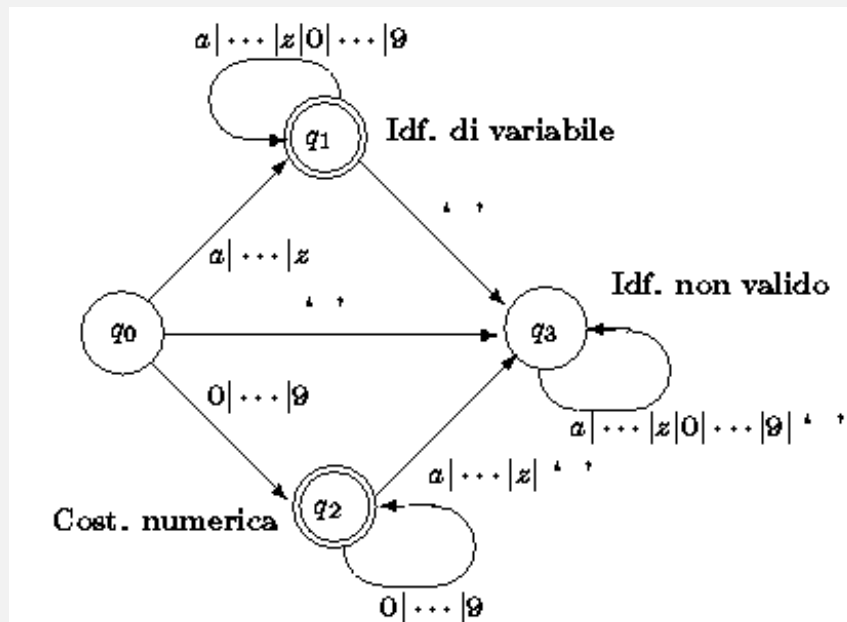 a|···|z|0|···|9
q1
Idf. di variabile
‘ ’
a|···|z
Idf. non valido
‘ ’
q0
q3
0|···|9
a|···|z|0|···|9|‘ ’
a|···|z|‘ ’
q2
Cost. numerica
0|···|9